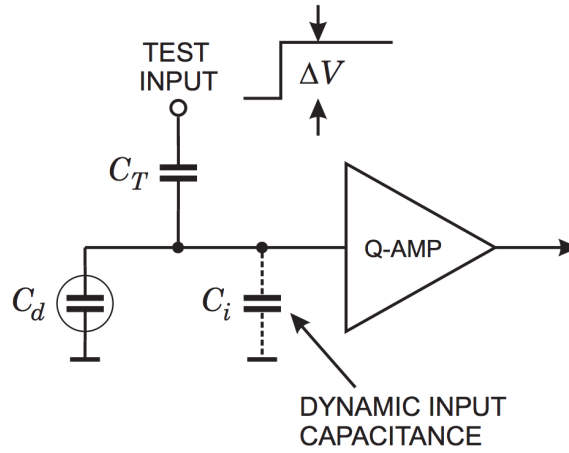 TEST
INPUT
ΔV
C_T
Q-AMP
C_d
C_i
DYNAMIC INPUT
CAPACITANCE